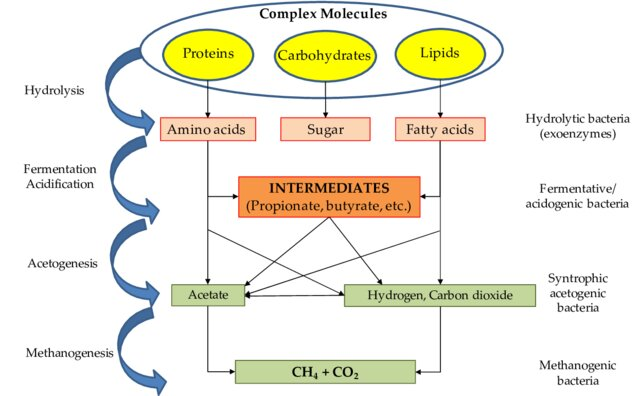 Complex Molecules
Proteins
Carbohydrates
Lipids
Hydrolysis
Amino acids
Sugar
Fatty acids
Hydrolytic bacteria
(exoenzymes)
Fermentation
Acidification
INTERMEDIATES
(Propionate, butyrate, etc.)
Fermentative/
acidogenic bacteria
Acetogenesis
Acetate
Hydrogen, Carbon dioxide
Syntrophic
acetogenic
bacteria
Methanogenesis
CH₄ + CO₂
Methanogenic
bacteria